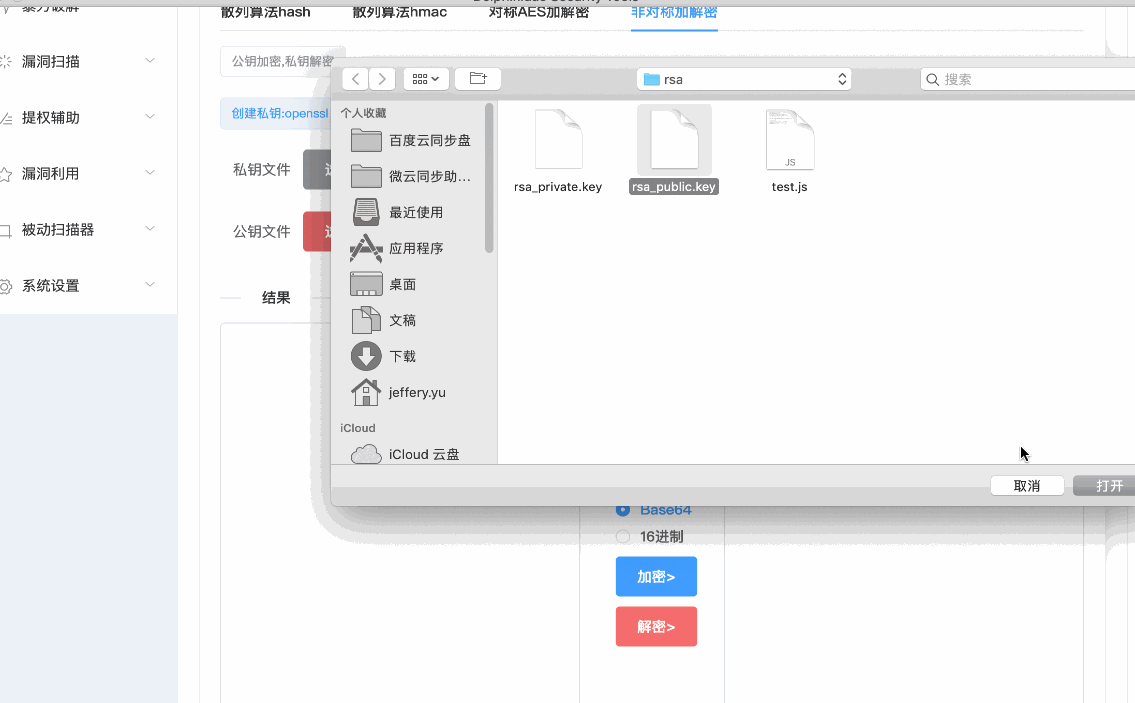 散列算法hash 散列算法hmac 对称AES加解密 非对称加解密
漏洞扫描
提权辅助
漏洞利用
被动扫描器
系统设置
公钥加密,私钥解密
创建私钥:openssl
私钥文件
公钥文件
结果
rsa
搜索
个人收藏
百度云同步盘
微云同步助…
最近使用
应用程序
桌面
文稿
下载
jeffery.yu
iCloud
iCloud 云盘
rsa_private.key
rsa_public.key
JS
test.js
取消
打开
Base64
16进制
加密>
解密>